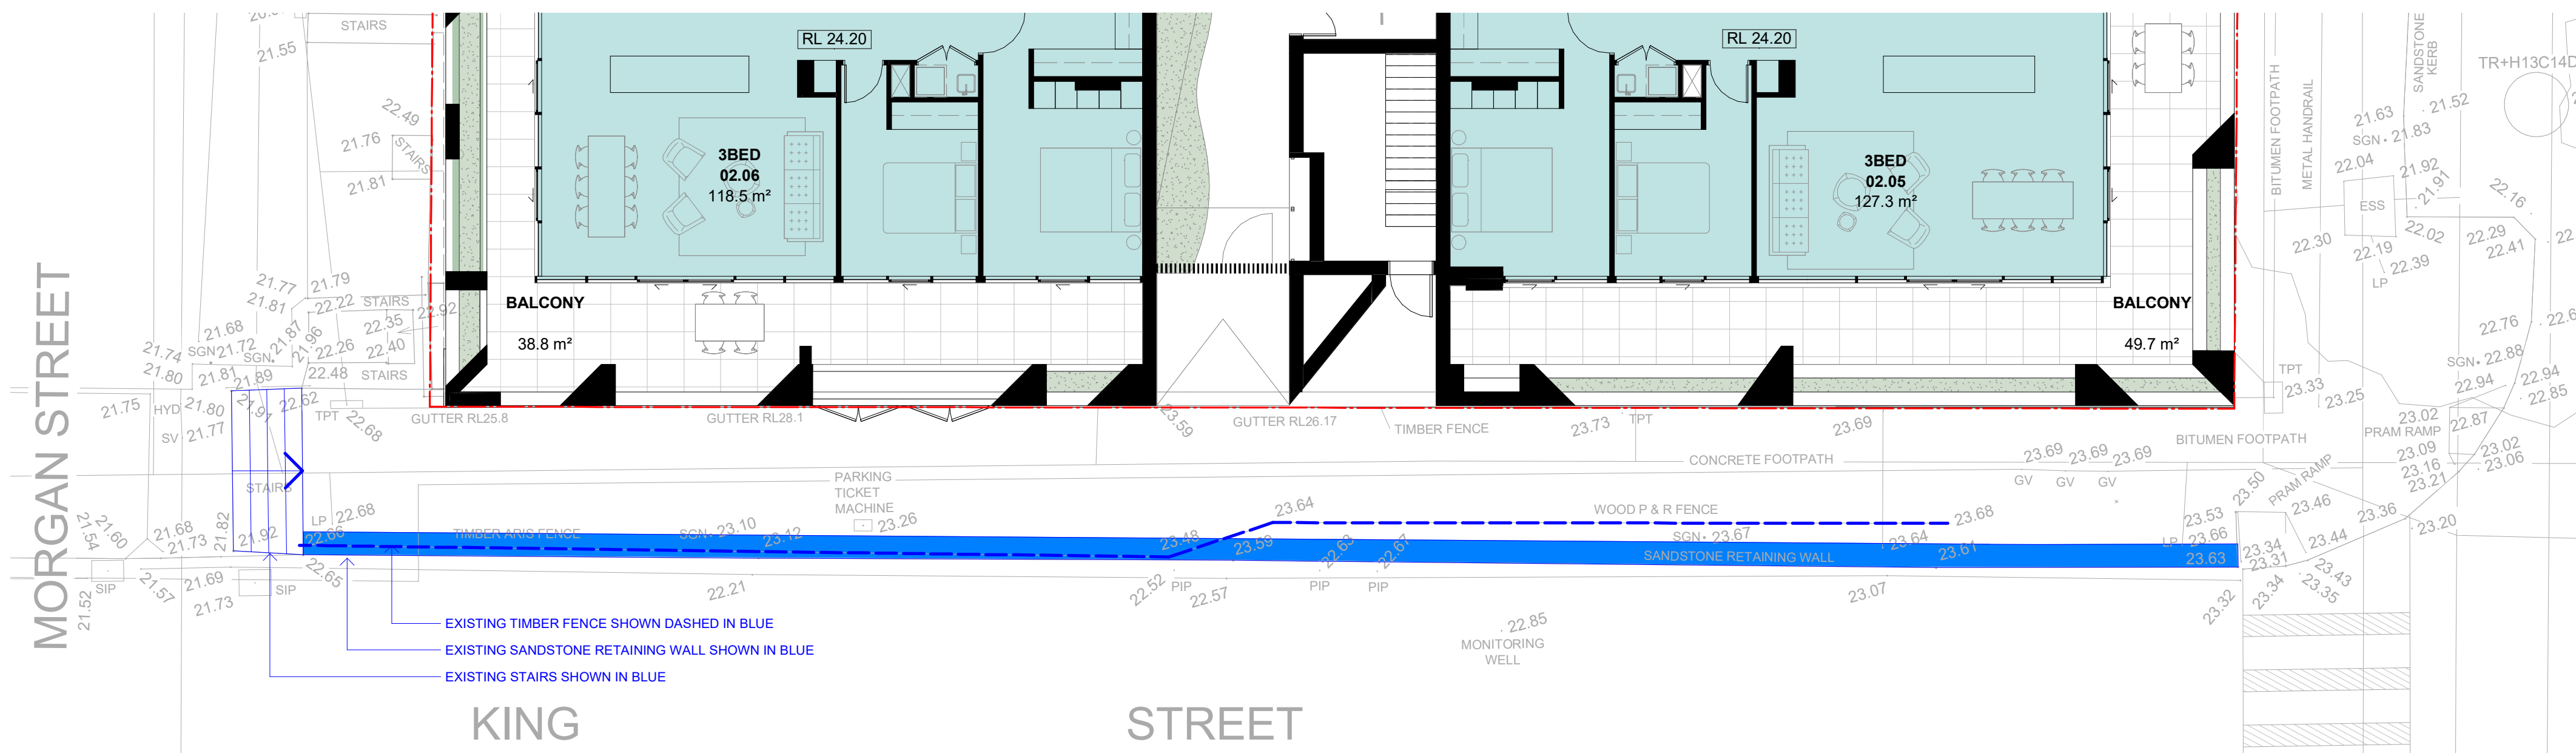 STAIRS
21.55
22.49
21.76
STAIRS
21.81
RL 24.20
3BED
02.06
118.5 m²
RL 24.20
3BED
02.05
127.3 m²
BITUMEN FOOTPATH
METAL HANDRAIL
SANDSTONE
KERB
TR+H13C14D
21.63
21.52
SGN 21.83
22.04
21.92
21.91
ESS
22.16
22.02
22.30
22.19
22.29
22.41
22.39
LP
21.77
21.79
21.81
22.22
STAIRS
22.92
21.68
21.87
21.96
22.35
21.74
SGN
21.72
SGN
22.26
22.40
21.80
21.81
21.89
22.48
STAIRS
BALCONY
38.8 m²
BALCONY
49.7 m²
22.76
SGN 22.88
22.94
22.94
22.85
TPT
23.33
23.25
MORGAN STREET
21.75
HYD
21.80
21.91
22.62
TPT
22.68
SV
21.77
GUTTER RL25.8
GUTTER RL28.1
23.59
GUTTER RL26.17
TIMBER FENCE
23.73
TPT
23.69
23.02
22.87
PRAM RAMP
BITUMEN FOOTPATH
23.09
23.02
23.16
23.06
23.21
CONCRETE FOOTPATH
23.69
23.69
23.69
GV
GV
GV
PRAM RAMP
23.50
23.46
23.36
23.20
STAIRS
PARKING
TICKET
MACHINE
23.26
21.54
21.60
21.68
21.73
21.82
21.92
LP
22.68
22.66
TIMBER ARIS FENCE
SGN 23.10
23.12
23.48
23.59
23.64
WOOD P & R FENCE
23.68
SGN 23.67
23.64
23.61
22.63
22.67
SANDSTONE RETAINING WALL
23.53
LP
23.66
23.63
23.34
23.31
23.44
23.43
23.35
23.34
23.32
SIP
21.57
21.69
SIP
21.73
21.52
22.65
22.21
22.52
PIP
22.57
PIP
PIP
23.07
22.85
MONITORING
WELL
EXISTING TIMBER FENCE SHOWN DASHED IN BLUE
EXISTING SANDSTONE RETAINING WALL SHOWN IN BLUE
EXISTING STAIRS SHOWN IN BLUE
KING STREET